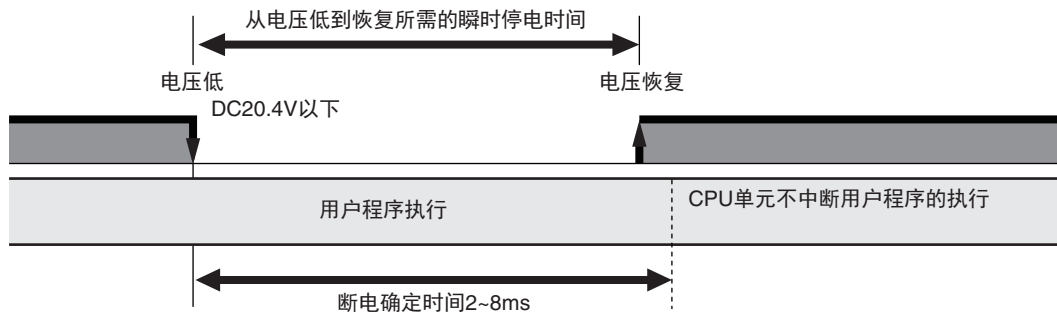 从电压低到恢复所需的瞬时停电时间
电压低
电压恢复
DC20.4V以下
用户程序执行
CPU单元不中断用户程序的执行
断电确定时间2~8ms